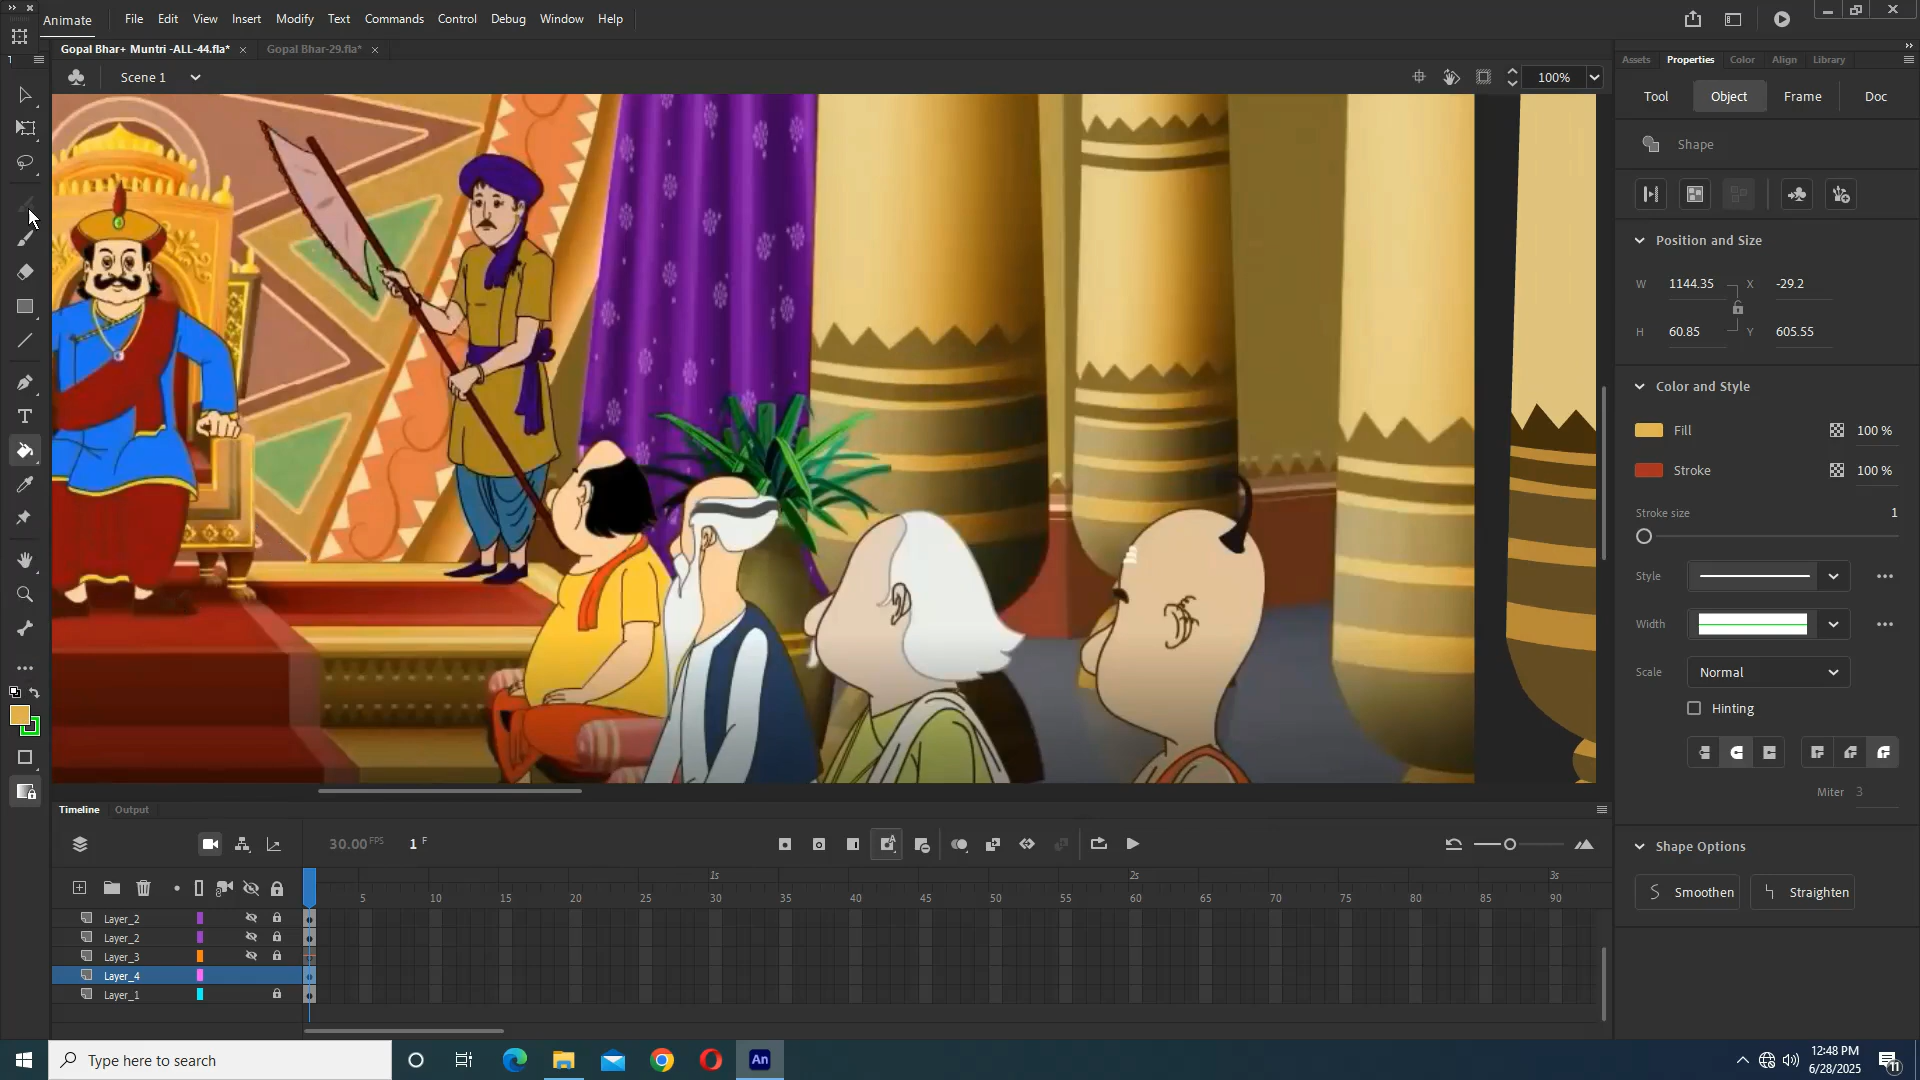 Animate File Edit View Insert Modify Text Commands Control Debug Window Help
Gopal Bhar+ Muntri -ALL-44.fla* Gopal Bhar-29.fla*
Assets Properties Color Align Library
Scene 1 100%
Tool Object Frame Doc
Shape
Position and Size
W 1144.35 X -29.2
H 60.85 Y 605.55
Color and Style
Fill 100 %
Stroke 100 %
Stroke size 1
Style
Width
Scale Normal
Hinting
Miter 3
Shape Options
Smoothen Straighten
Timeline Output
30.00 FPS 1 F
1s 2s 3s
5 10 15 20 25 30 35 40 45 50 55 60 65 70 75 80 85 90
Layer_2
Layer_2
Layer_3
Layer_4
Layer_1
Type here to search
An
12:48 PM
6/28/2025
11